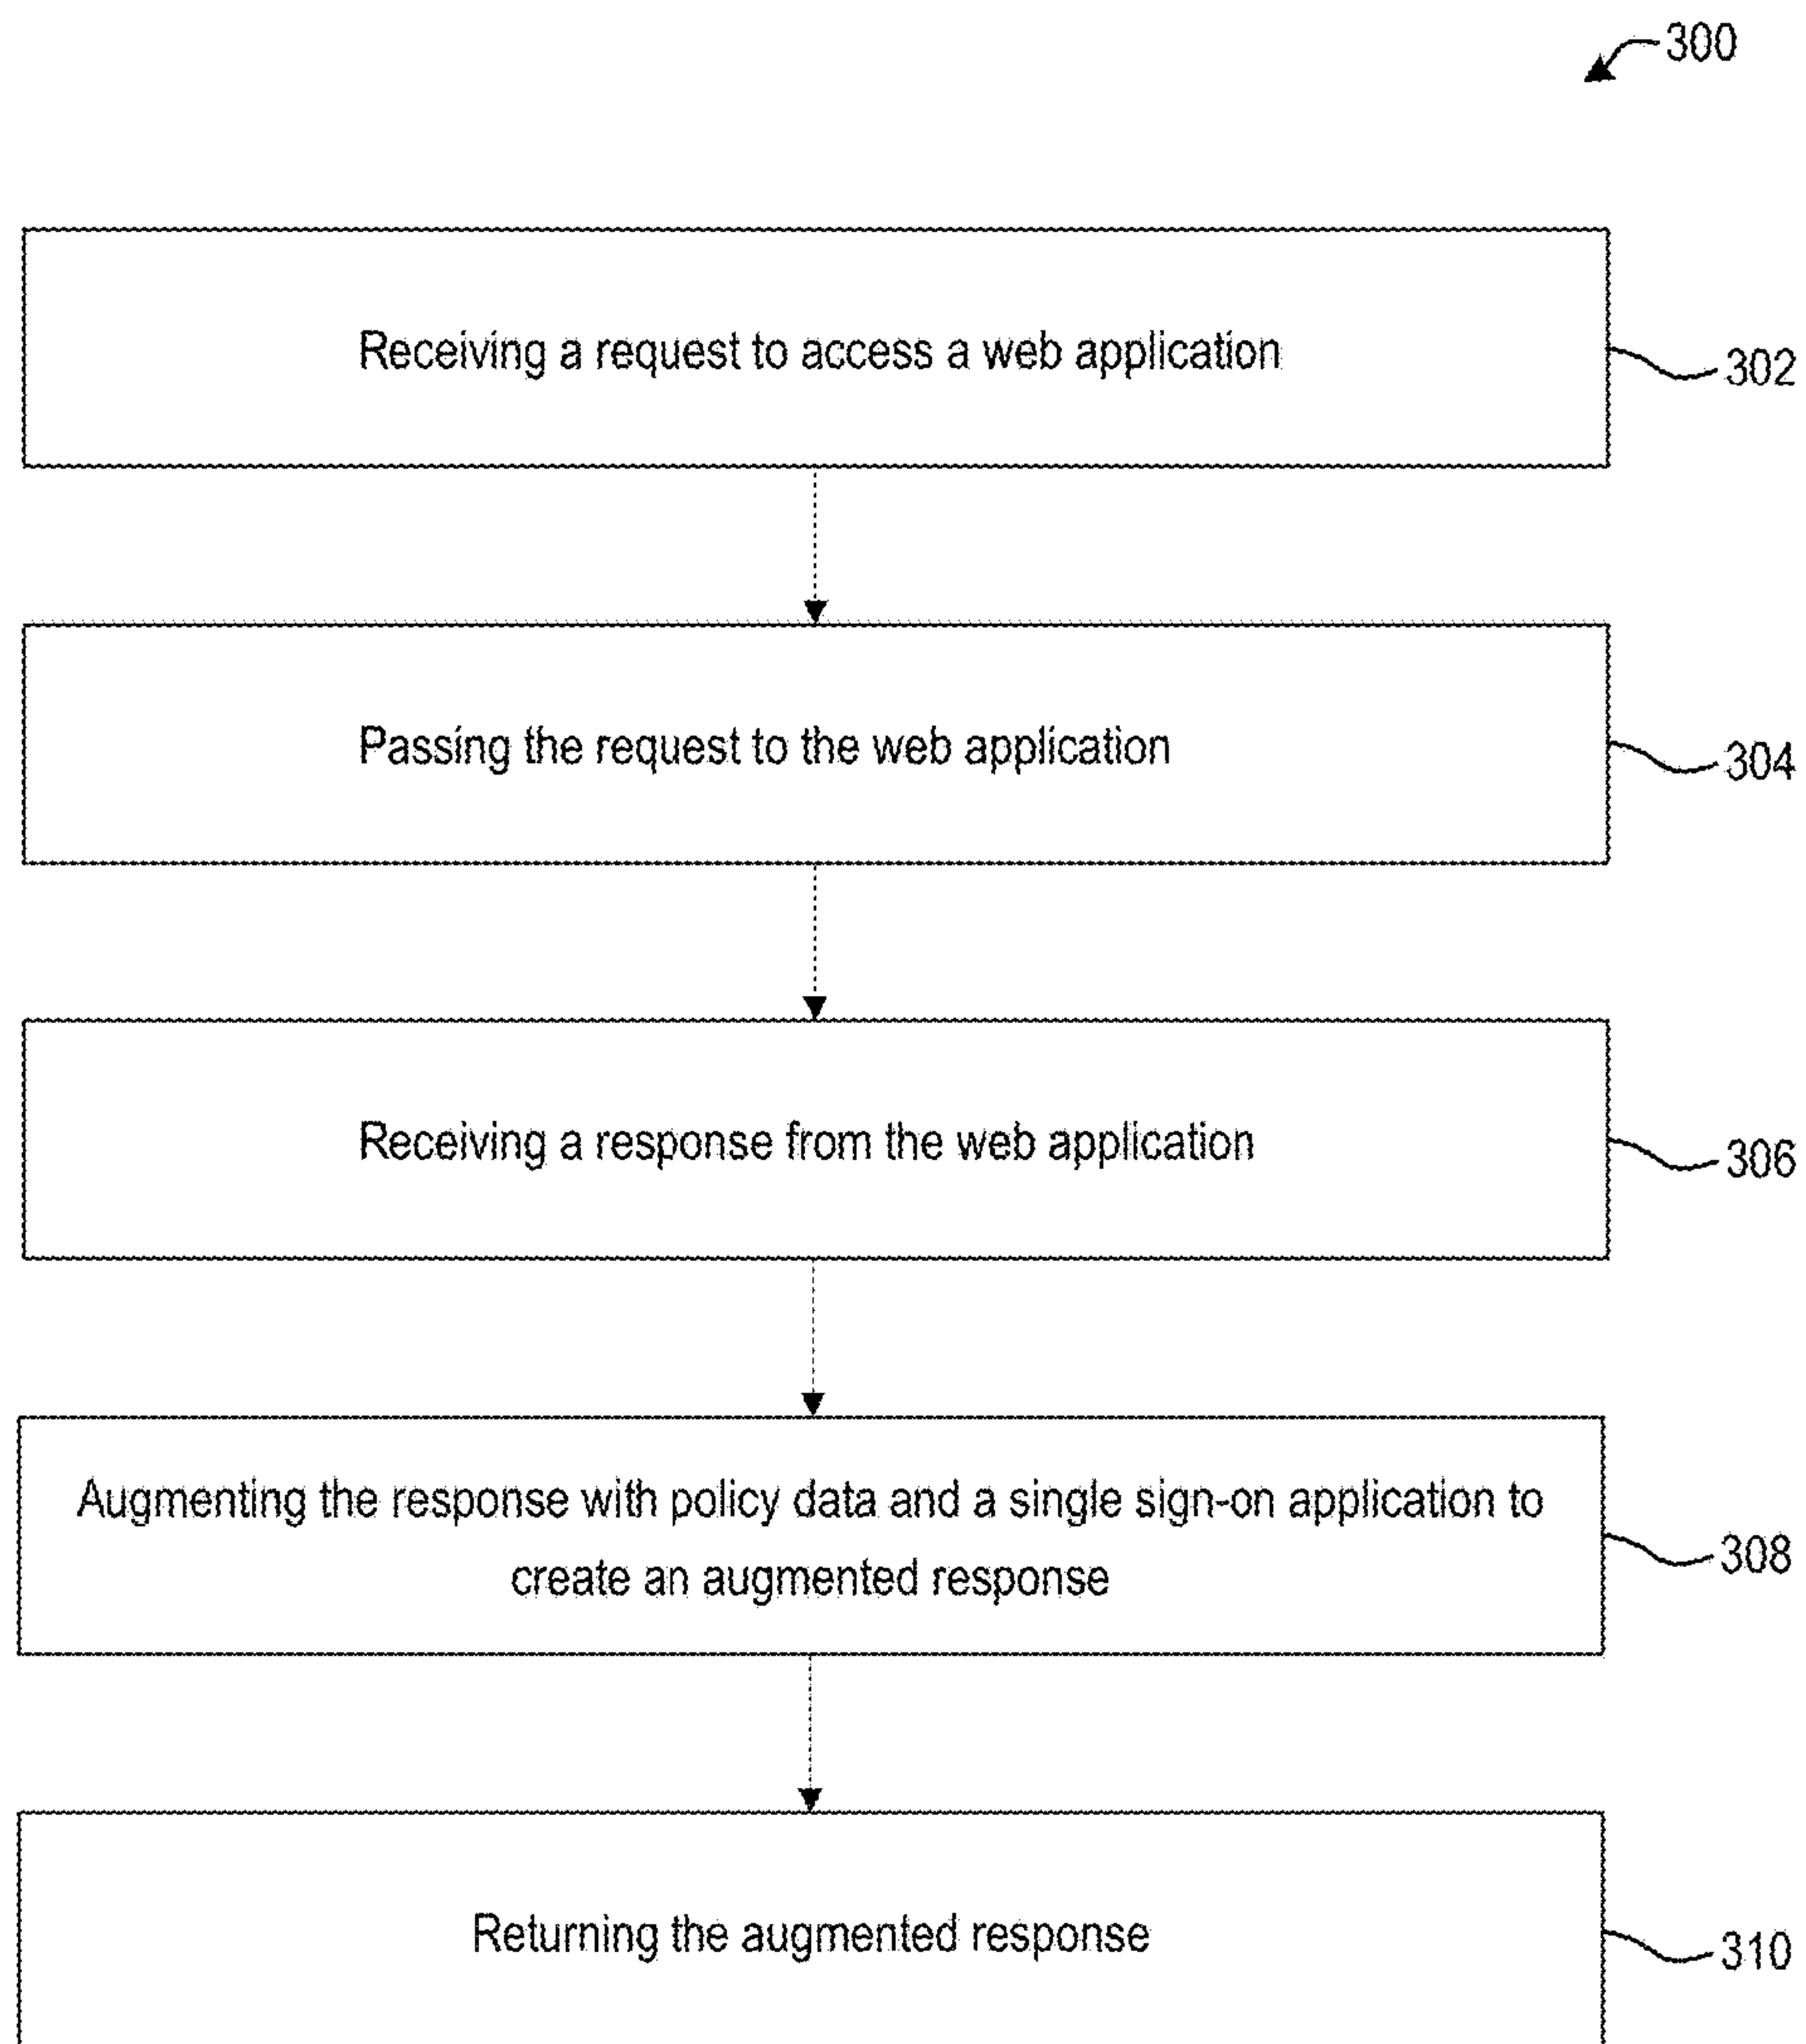 300
Receiving a request to access a web application
302
Passing the request to the web application
304
Receiving a response from the web application
306
Augmenting the response with policy data and a single sign-on application to
create an augmented response
308
Returning the augmented response
310